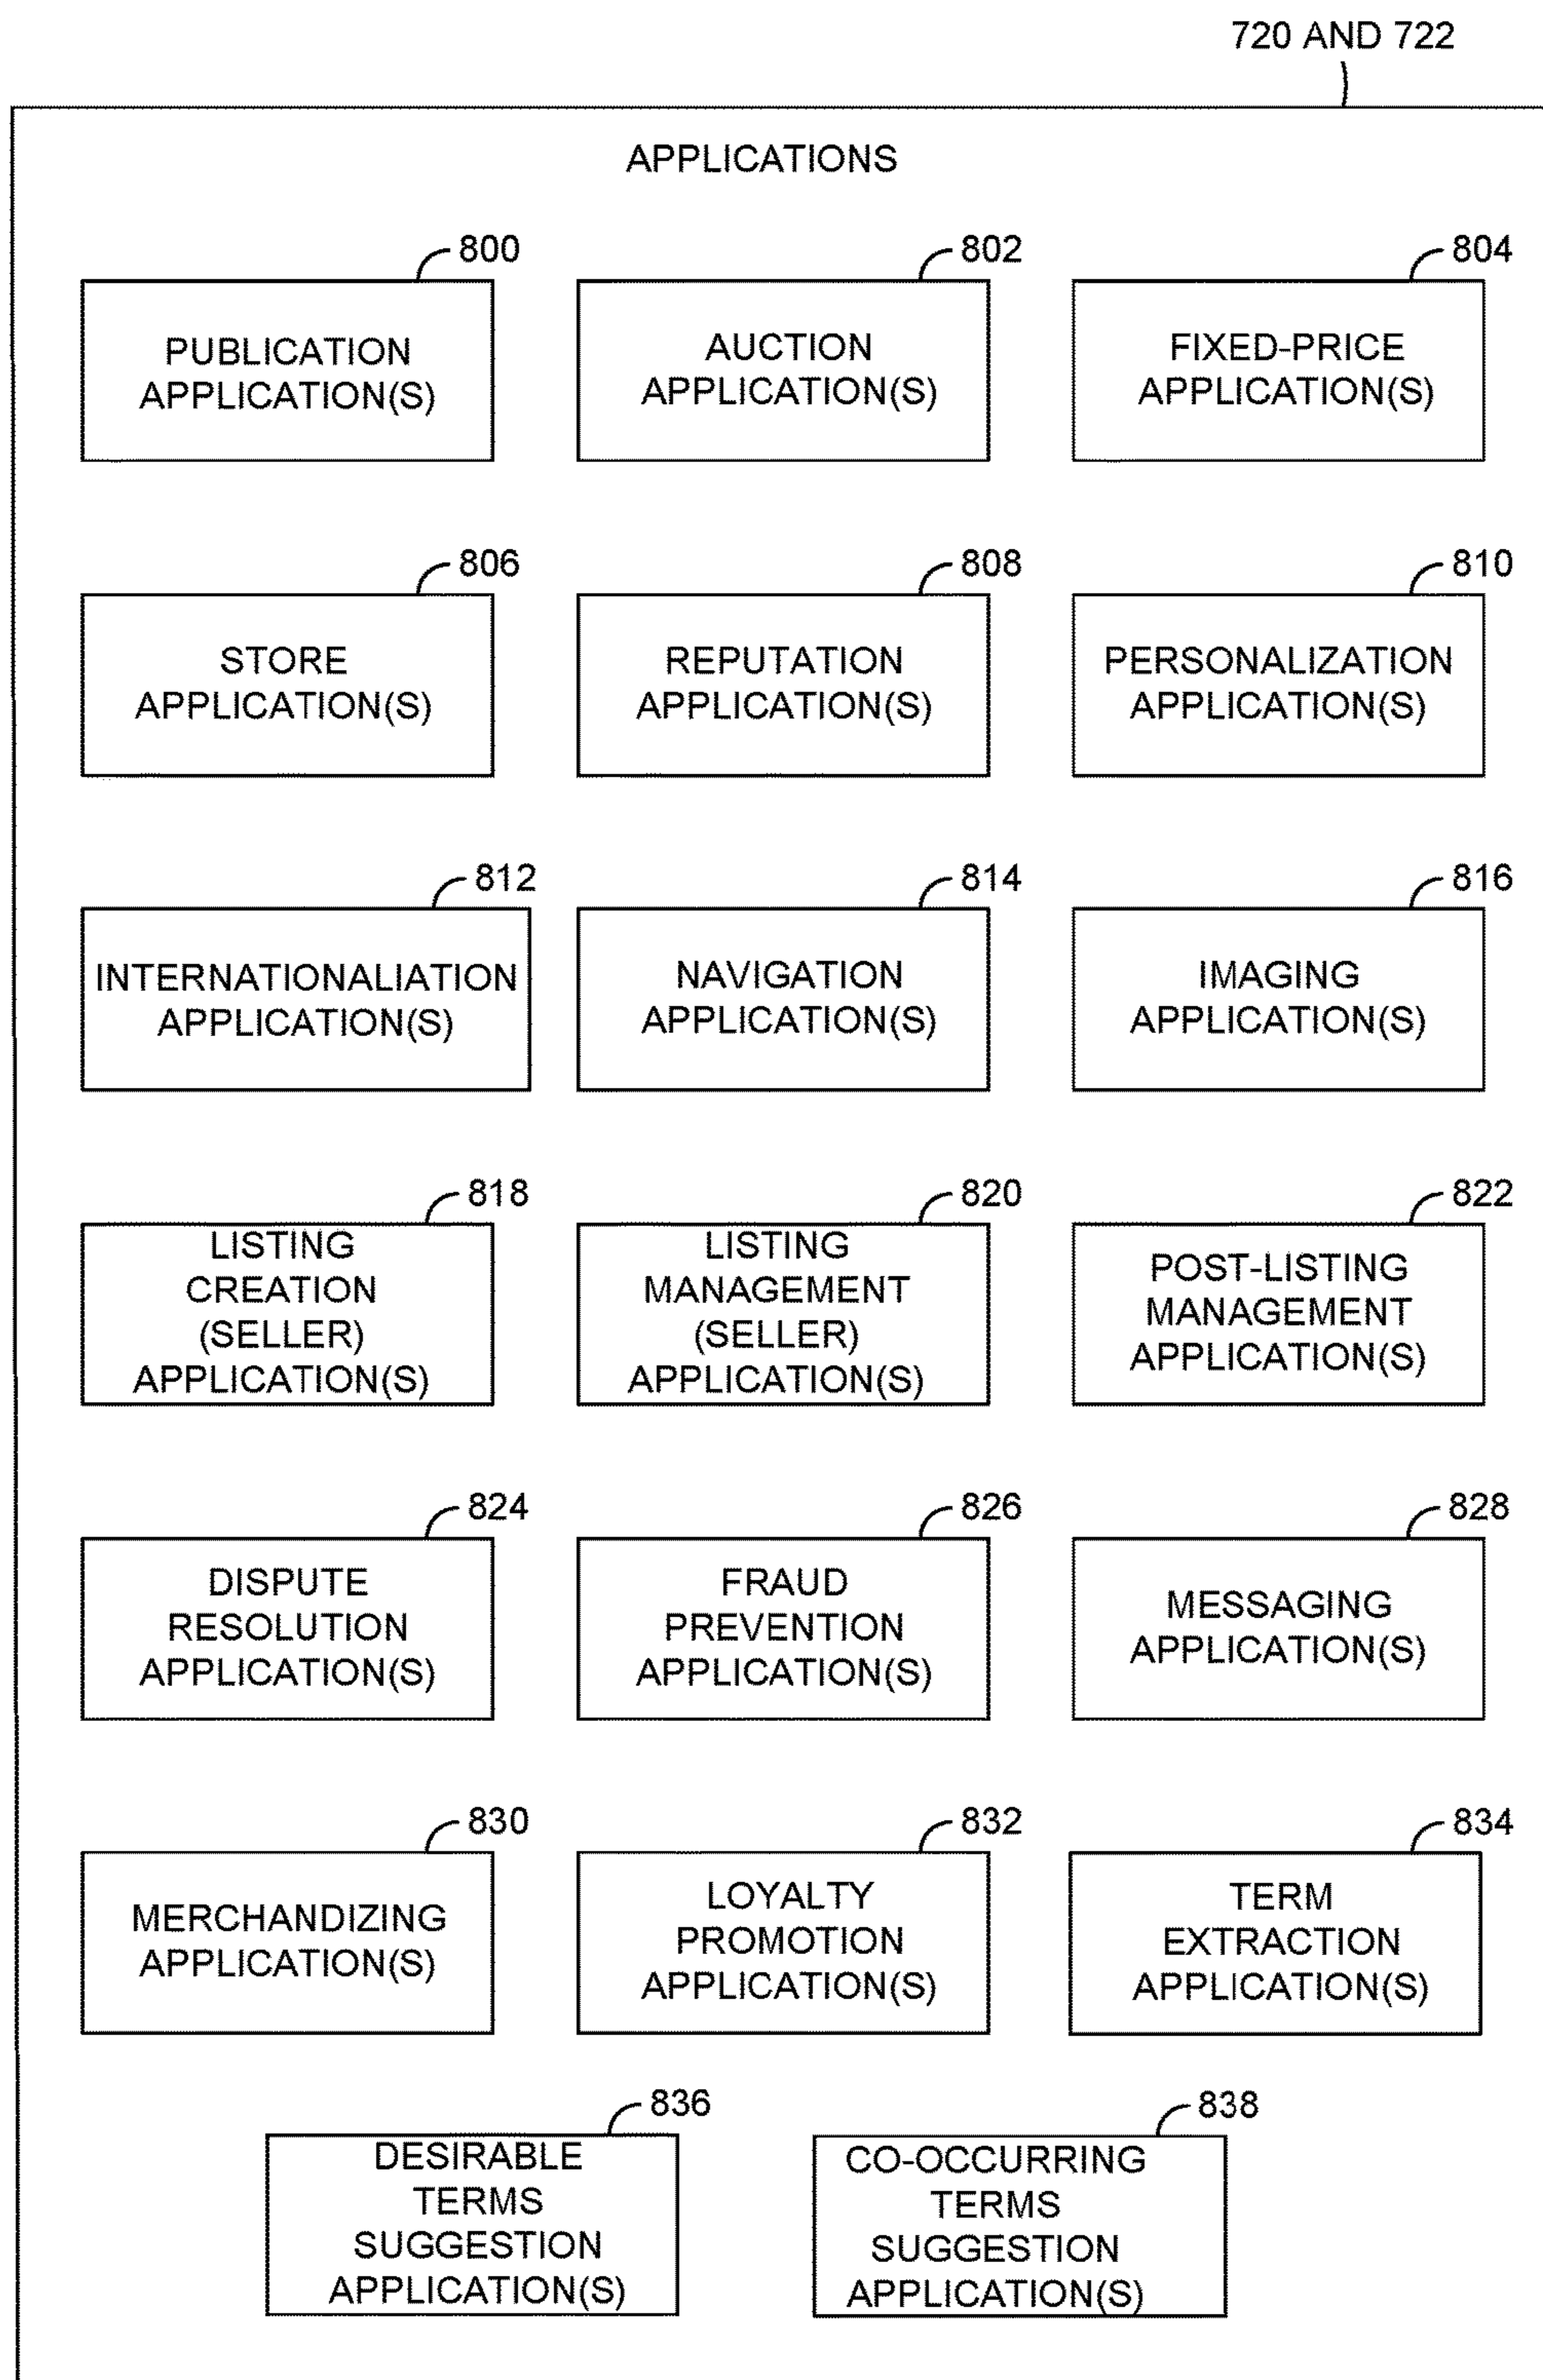 720 AND 722
APPLICATIONS
800
PUBLICATION
APPLICATION(S)
802
AUCTION
APPLICATION(S)
804
FIXED-PRICE
APPLICATION(S)
806
STORE
APPLICATION(S)
808
REPUTATION
APPLICATION(S)
810
PERSONALIZATION
APPLICATION(S)
812
INTERNATIONALIATION
APPLICATION(S)
814
NAVIGATION
APPLICATION(S)
816
IMAGING
APPLICATION(S)
818
LISTING
CREATION
(SELLER)
APPLICATION(S)
820
LISTING
MANAGEMENT
(SELLER)
APPLICATION(S)
822
POST-LISTING
MANAGEMENT
APPLICATION(S)
824
DISPUTE
RESOLUTION
APPLICATION(S)
826
FRAUD
PREVENTION
APPLICATION(S)
828
MESSAGING
APPLICATION(S)
830
MERCHANDIZING
APPLICATION(S)
832
LOYALTY
PROMOTION
APPLICATION(S)
834
TERM
EXTRACTION
APPLICATION(S)
836
DESIRABLE
TERMS
SUGGESTION
APPLICATION(S)
838
CO-OCCURRING
TERMS
SUGGESTION
APPLICATION(S)